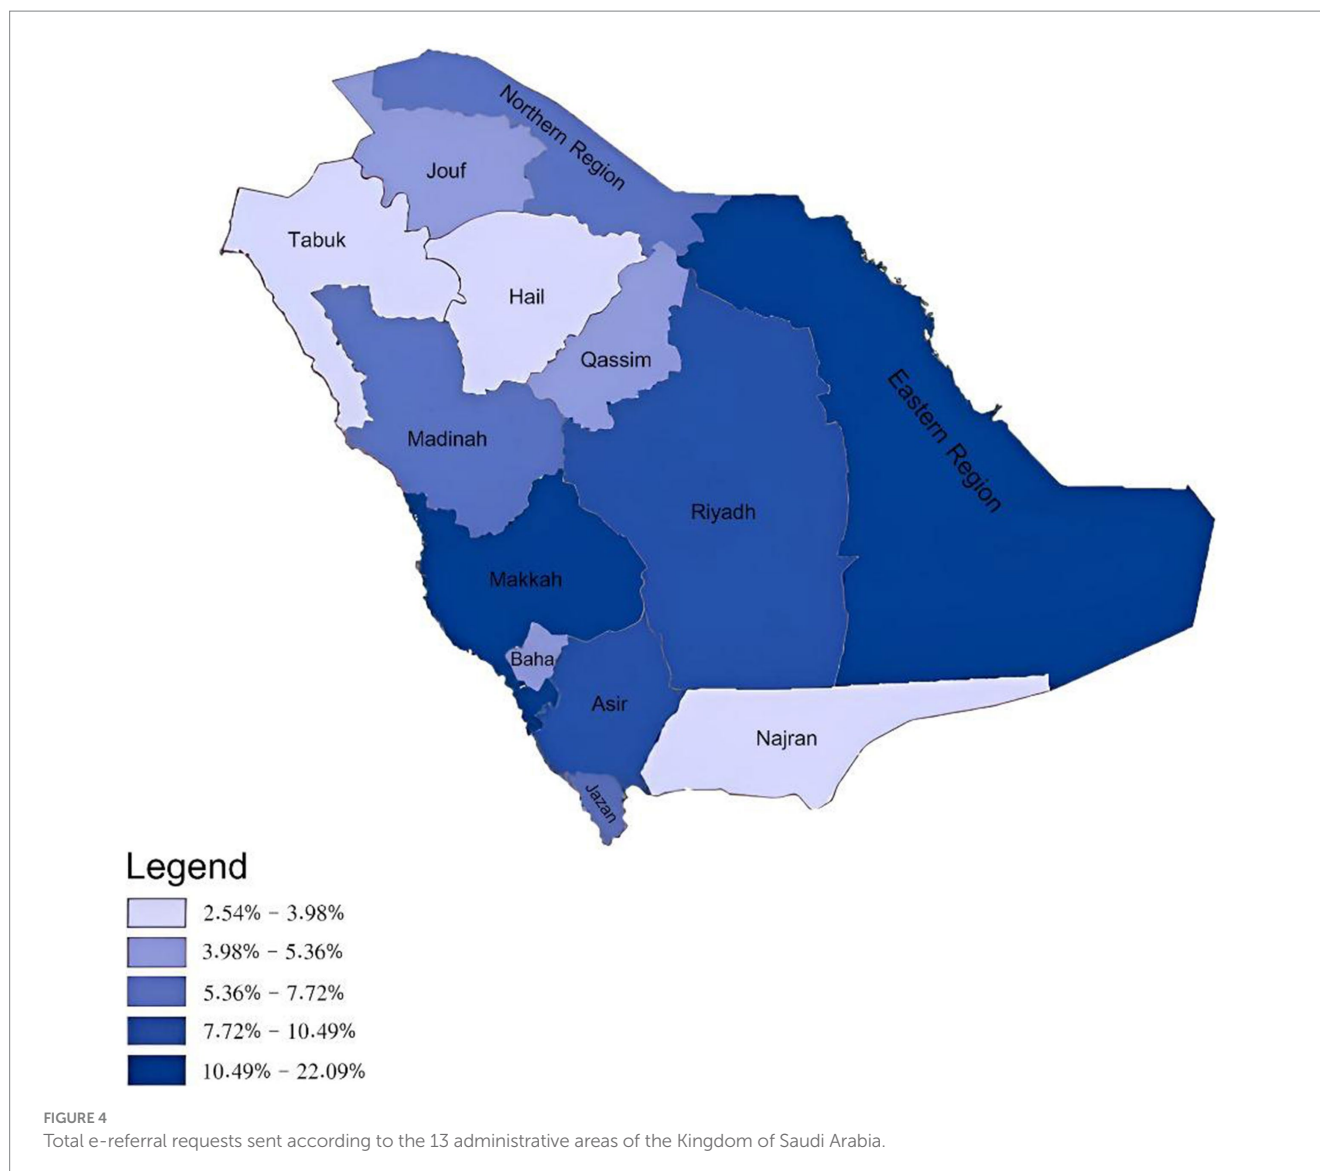 Northern Region
Jouf
Tabuk
Hail
Qassim
Eastern Region
Madinah
Riyadh
Makkah
Baha
Asir
Najran
Jazan
Legend
2.54% – 3.98%
3.98% – 5.36%
5.36% – 7.72%
7.72% – 10.49%
10.49% – 22.09%
FIGURE 4
Total e-referral requests sent according to the 13 administrative areas of the Kingdom of Saudi Arabia.